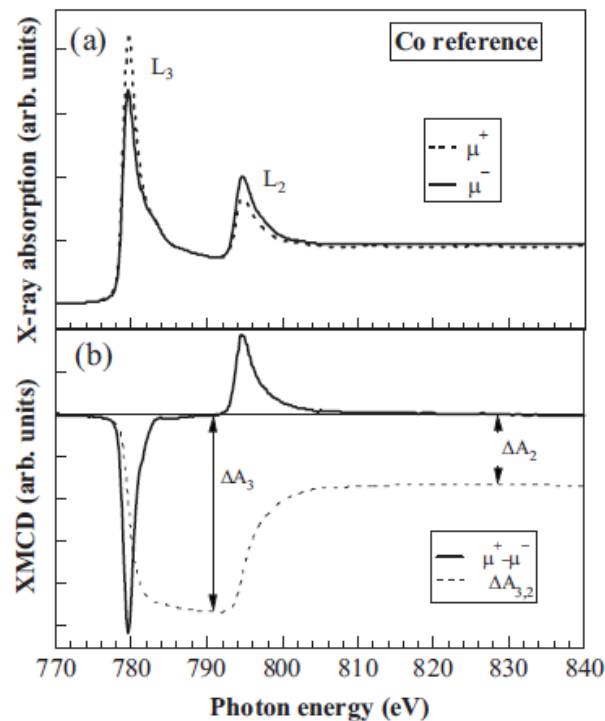 (a)
Co reference
L₃
μ⁺
μ⁻
L₂
X-ray absorption (arb. units)
(b)
ΔA₃
ΔA₂
μ⁺-μ⁻
ΔA₃,₂
XMCD (arb. units)
770 780 790 800 810 820 830 840
Photon energy (eV)